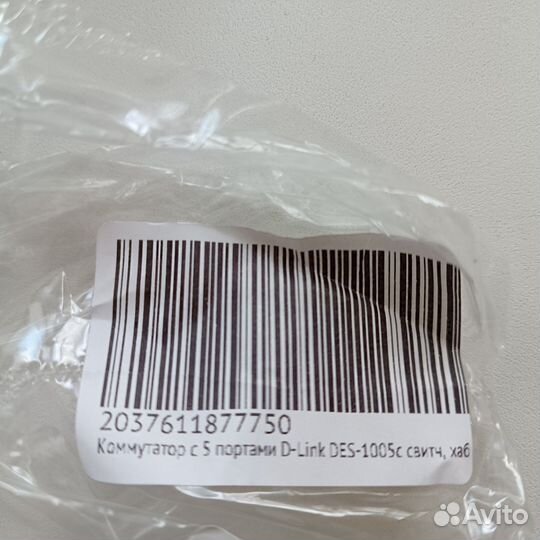 2037611877750
Коммутатор с 5 портами D-Link DES-1005c свитч, хаб
Avito